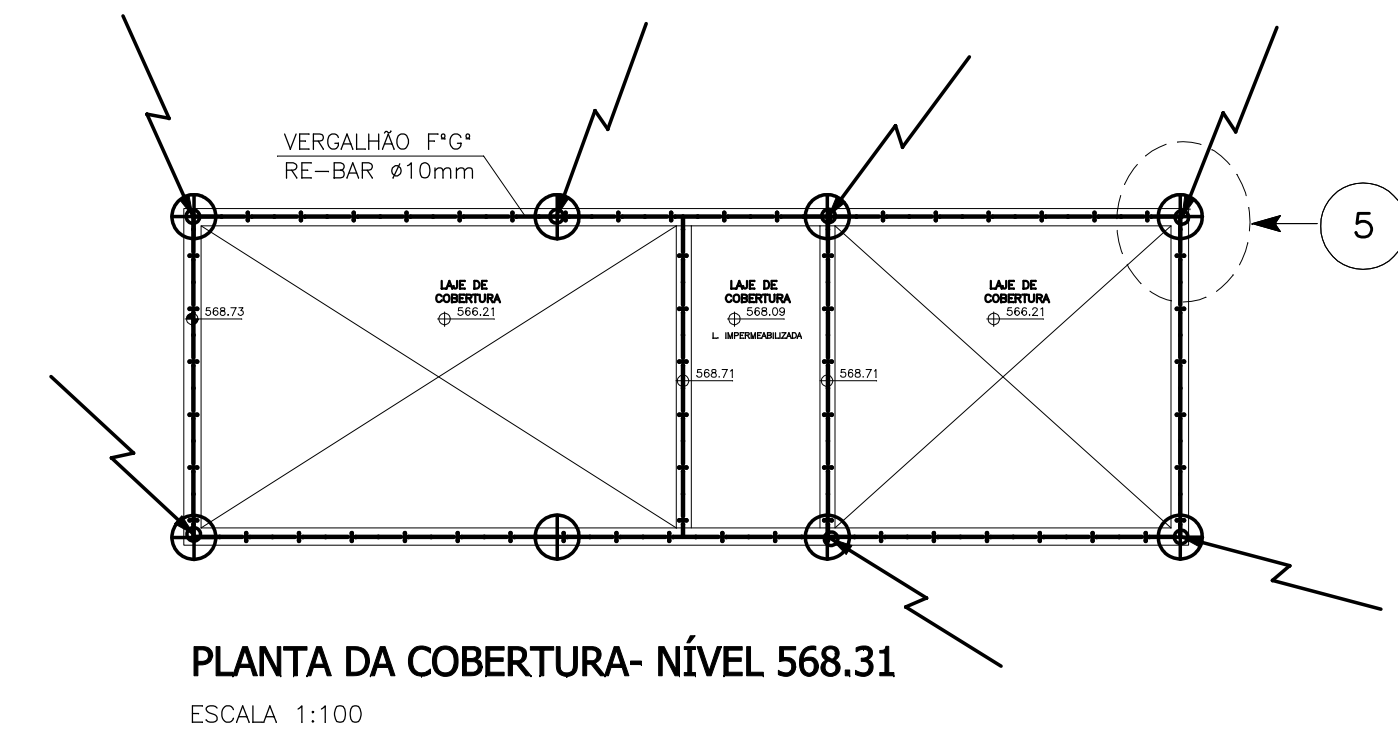 VERGALHÃO FºGº
RE-BAR ø10mm
5
LAJE DE
COBERTURA
566.21
LAJE DE
COBERTURA
568.09
L IMPERMEABILIZADA
LAJE DE
COBERTURA
566.21
568.73
568.71
568.71
PLANTA DA COBERTURA- NÍVEL 568.31
ESCALA 1:100